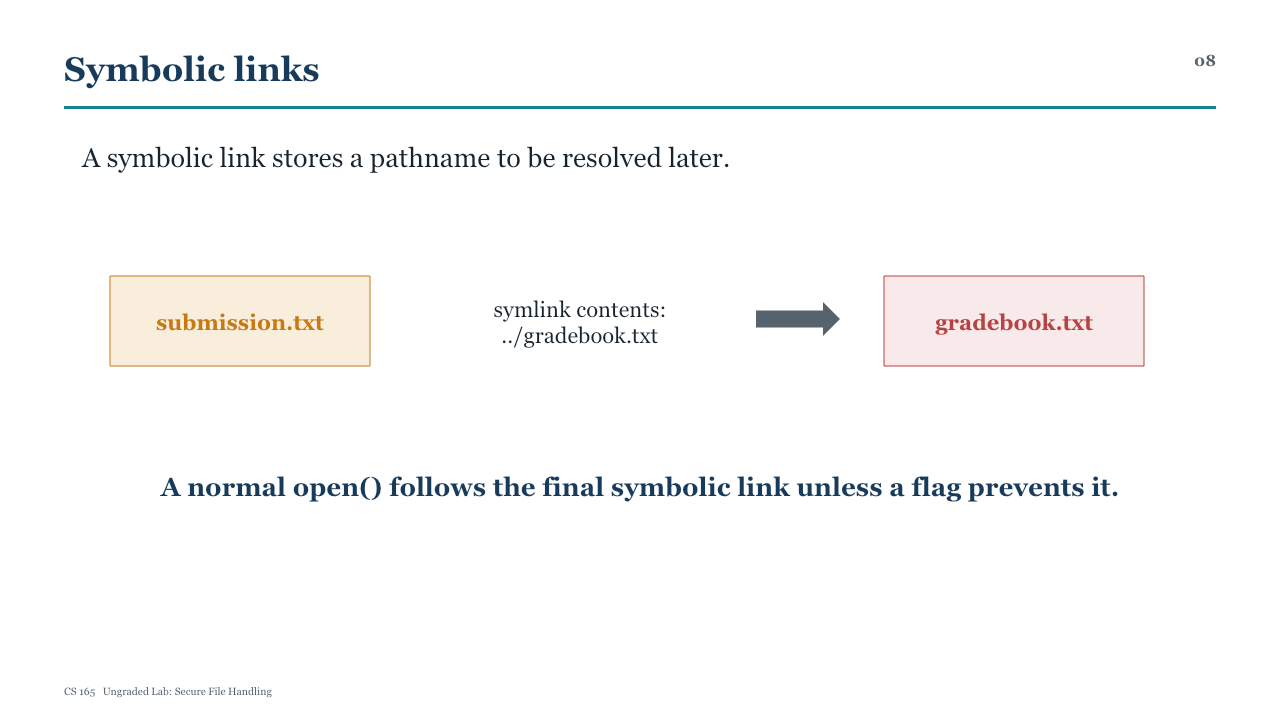 Symbolic links
08
A symbolic link stores a pathname to be resolved later.
submission.txt
symlink contents:
../gradebook.txt
gradebook.txt
A normal open() follows the final symbolic link unless a flag prevents it.
CS 165 Ungraded Lab: Secure File Handling